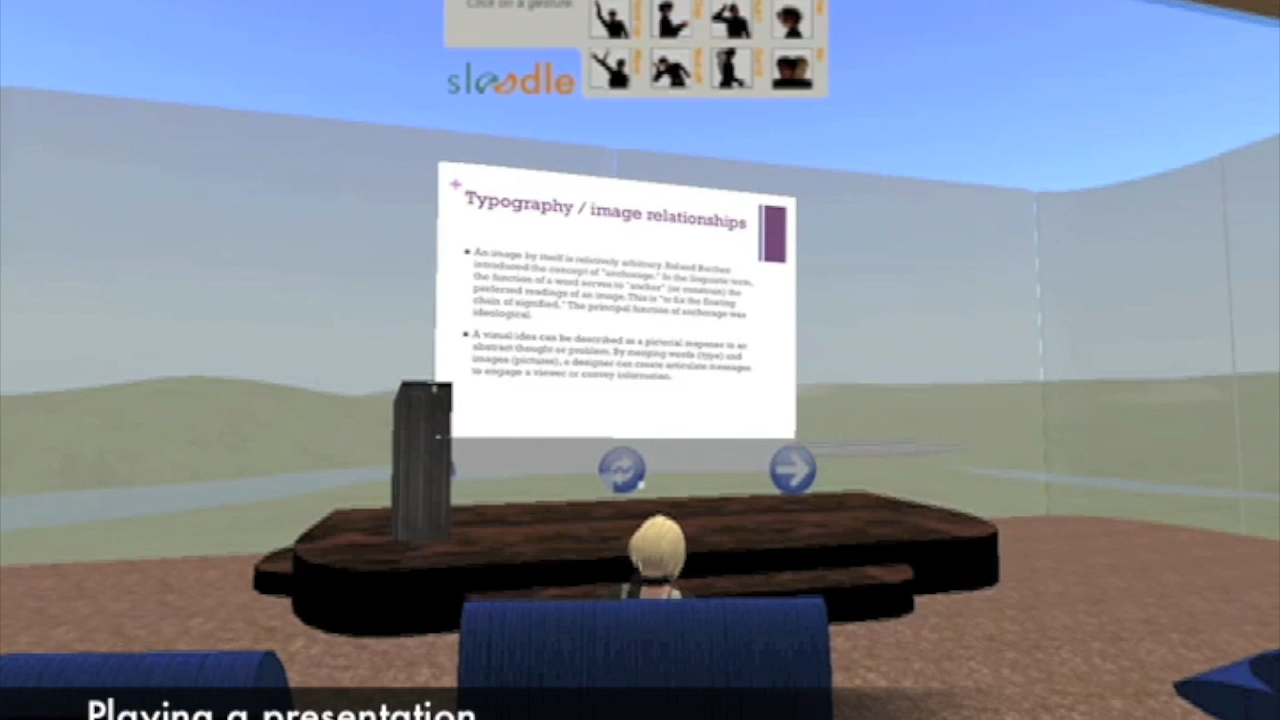 Click on a gesture
sloodle
Typography / image relationships
An image by itself is relatively arbitrary. Roland Barthes
introduced the concept of "anchorage." In the linguistic term,
the function of a word serves to "anchor" (or constrain) the
preferred readings of an image. This is "to fix the floating
chain of signified." The principal function of anchorage was
ideological.
A visual idea can be described as a pictorial response to an
abstract thought or problem. By merging words (type) and
images (pictures), a designer can create articulate messages
to engage a viewer or convey information.
Playing a presentation